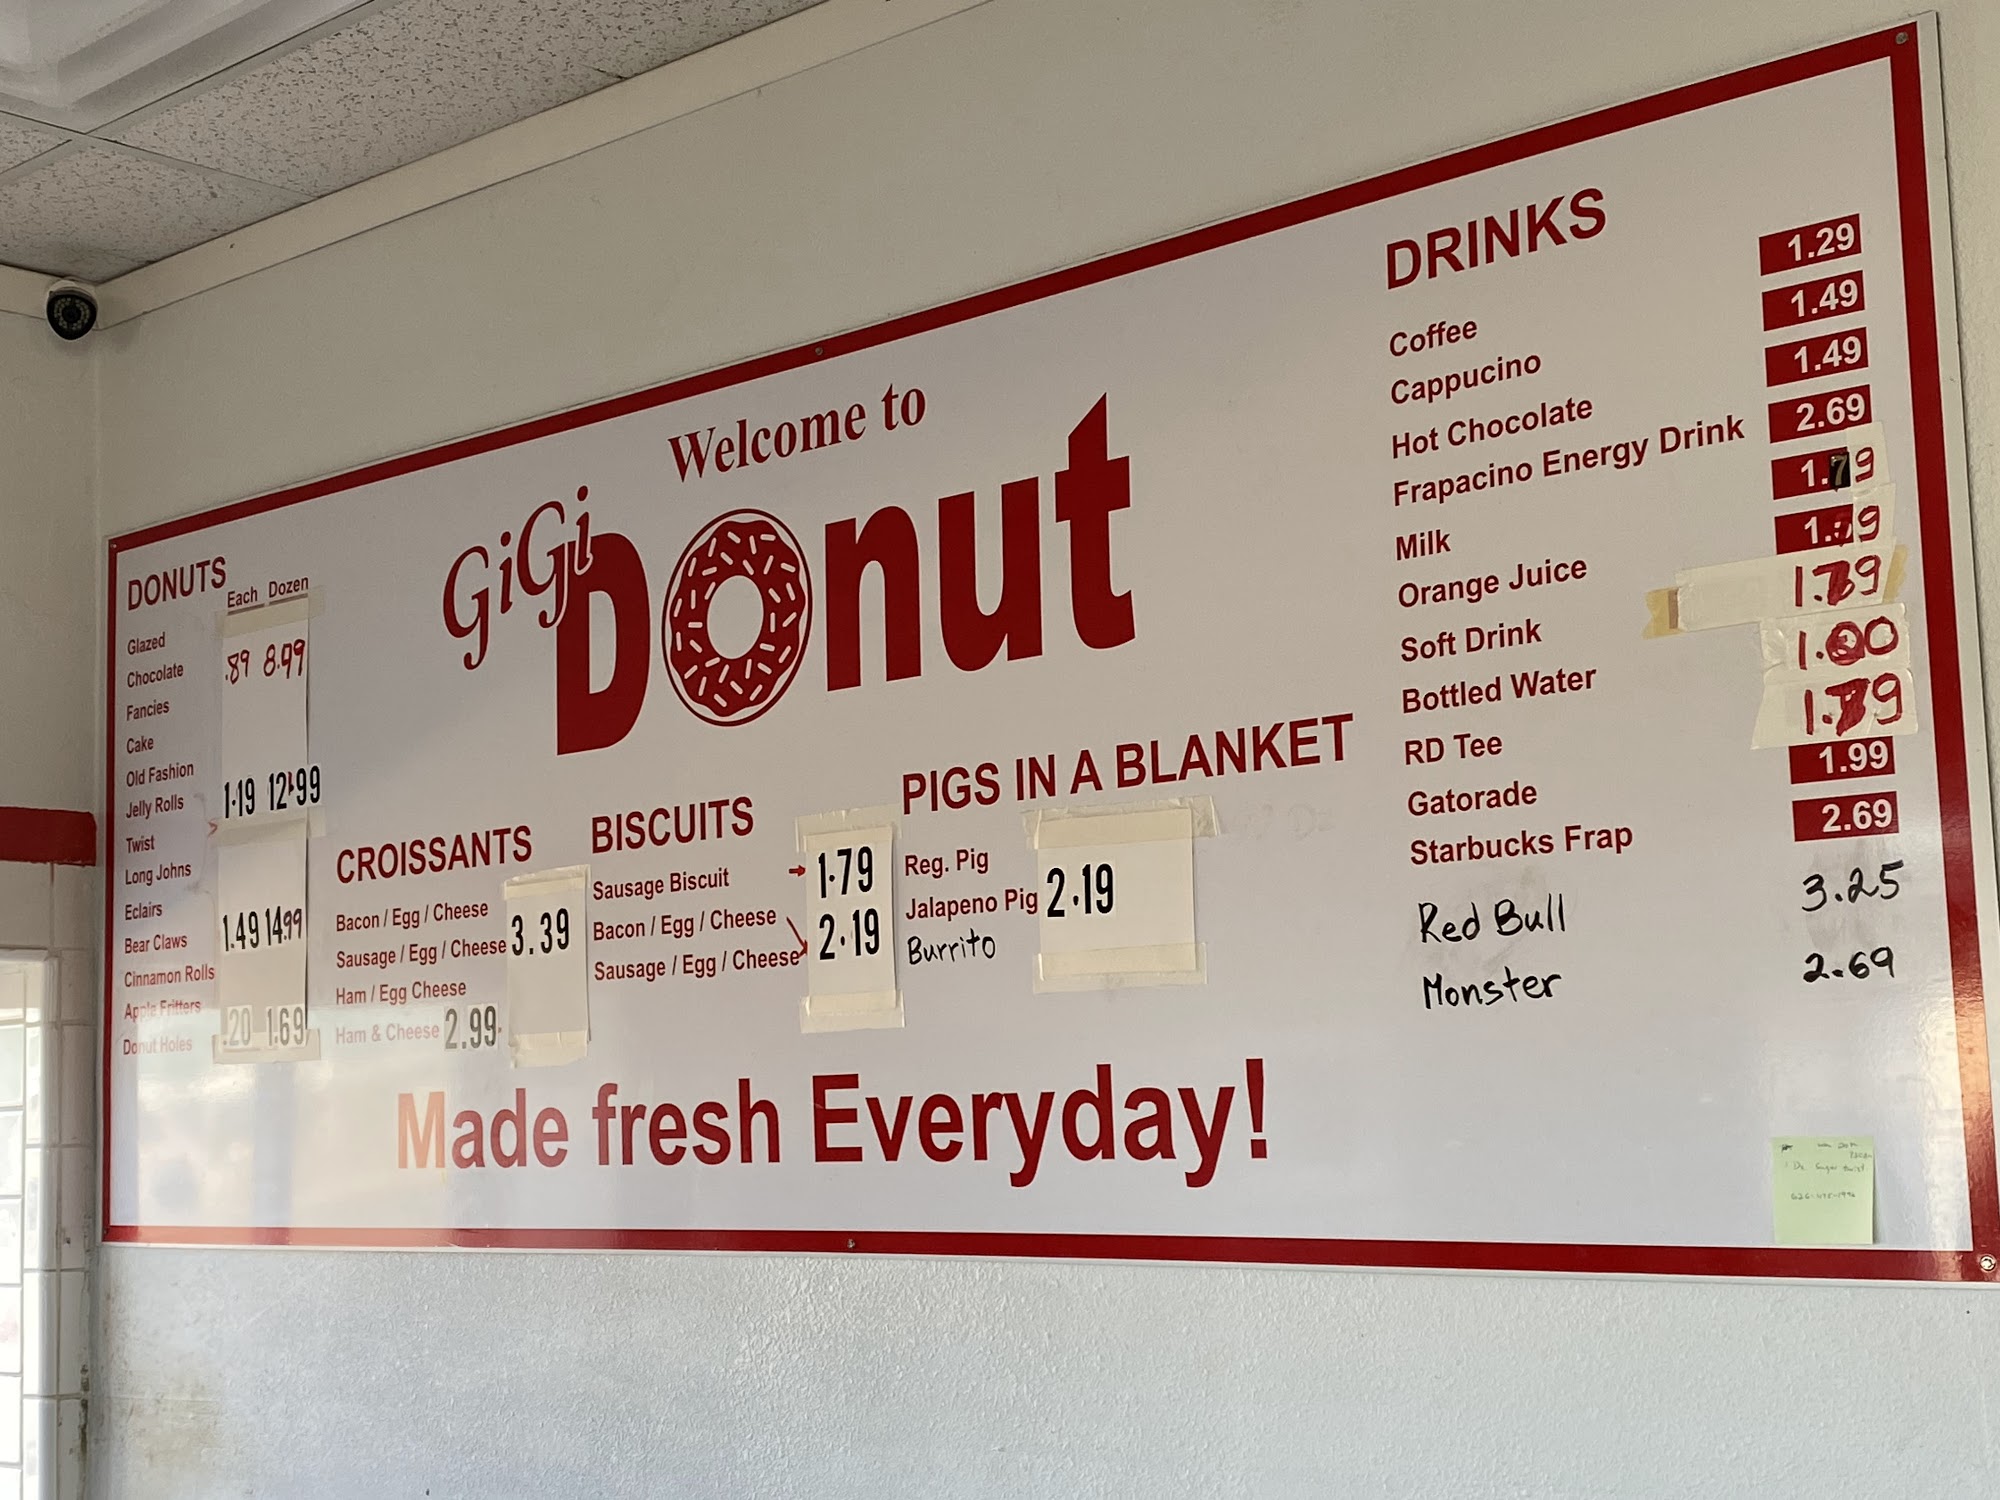 Welcome to
GiGi
Donut
DONUTS
Each Dozen
Glazed
Chocolate .89 8.49
Fancies
Cake
Old Fashion
Jelly Rolls 1.19 12.99
Twist
Long Johns
Eclairs
Bear Claws 1.49 14.99
Cinnamon Rolls
Apple Fritters
Donut Holes .20 1.69
CROISSANTS
Bacon / Egg / Cheese
Sausage / Egg / Cheese 3.39
Ham / Egg Cheese
Ham & Cheese 2.99
BISCUITS
Sausage Biscuit 1.79
Bacon / Egg / Cheese 2.19
Sausage / Egg / Cheese
PIGS IN A BLANKET
Reg. Pig
Jalapeno Pig 2.19
Burrito
DRINKS
Coffee 1.29
Cappucino 1.49
Hot Chocolate 1.49
Frapacino Energy Drink 2.69
Milk 1.79
Orange Juice
Soft Drink
Bottled Water 1.00
RD Tee
Gatorade 1.99
Starbucks Frap 2.69
Red Bull 3.25
Monster 2.69
Made fresh Everyday!